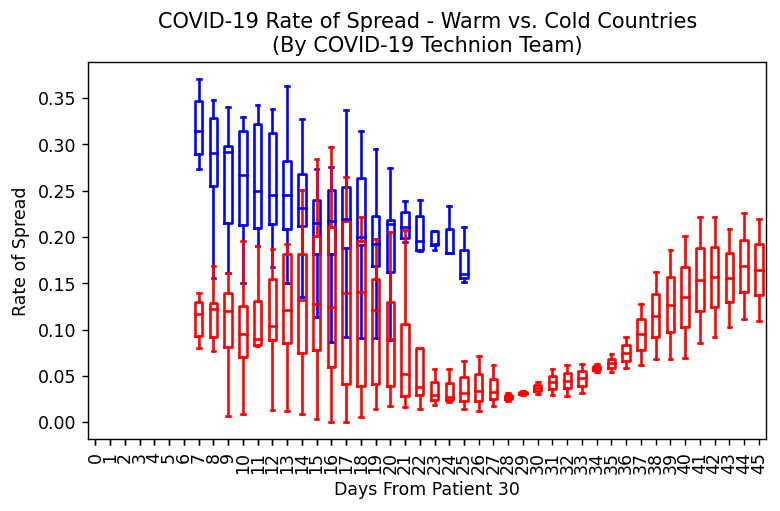 COVID-19 Rate of Spread - Warm vs. Cold Countries
(By COVID-19 Technion Team)
Rate of Spread
0.35
0.30
0.25
0.20
0.15
0.10
0.05
0.00
0 1 2 3 4 5 6 7 8 9 10 11 12 13 14 15 16 17 18 19 20 21 22 23 24 25 26 27 28 29 30 31 32 33 34 35 36 37 38 39 40 41 42 43 44 45
Days From Patient 30